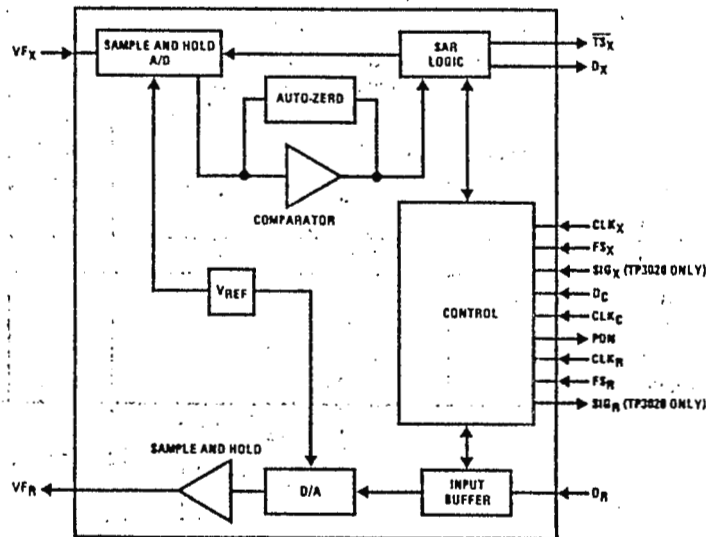 VFX
SAMPLE AND HOLD
A/D
SAR
LOGIC
TSX
DX
AUTO-ZERO
COMPARATOR
VREF
CONTROL
CLKX
FSX
SIGX (TP3020 ONLY)
DC
CLKC
PDN
CLKR
FSR
SIGR (TP3020 ONLY)
SAMPLE AND HOLD
VFR
D/A
INPUT
BUFFER
DR